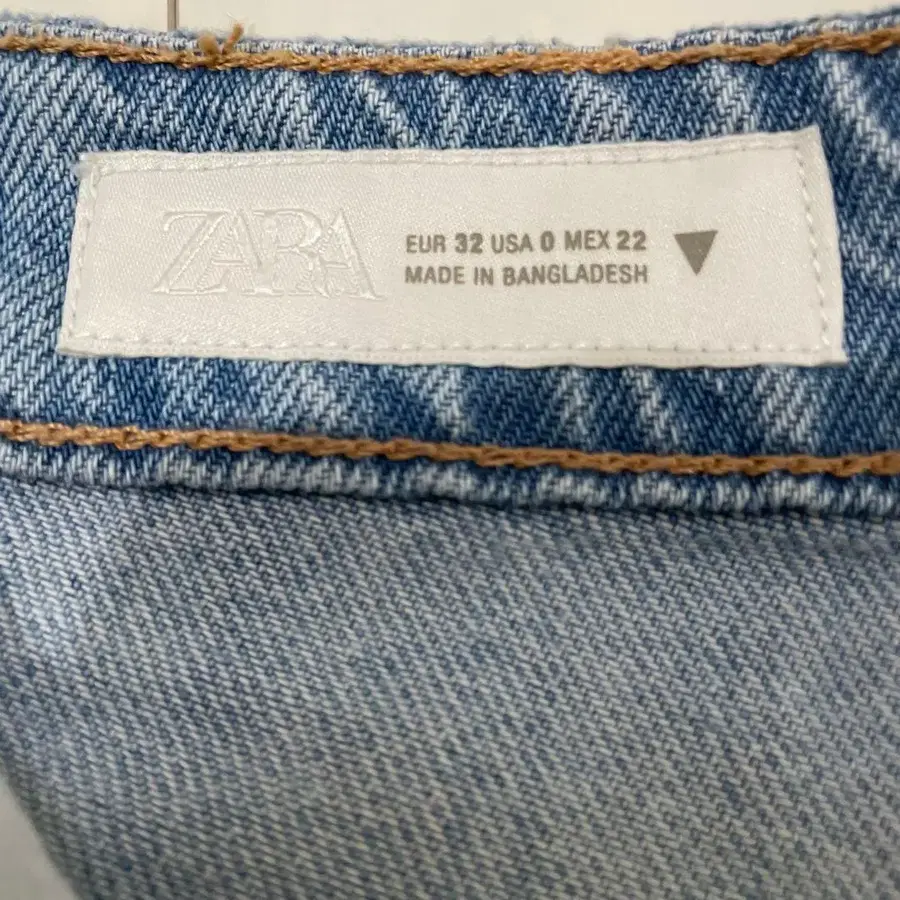 ZARA
EUR 32 USA 0 MEX 22
MADE IN BANGLADESH